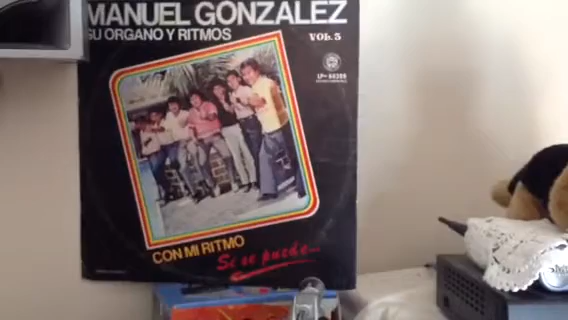 MANUEL GONZALEZ
SU ORGANO Y RITMOS
VOL. 5
CON MI RITMO
Si se puede...